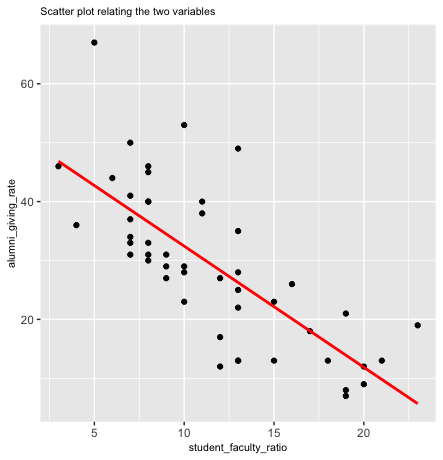 Scatter plot relating the two variables
60
40
20
alumni_giving_rate
5 10 15 20
student_faculty_ratio